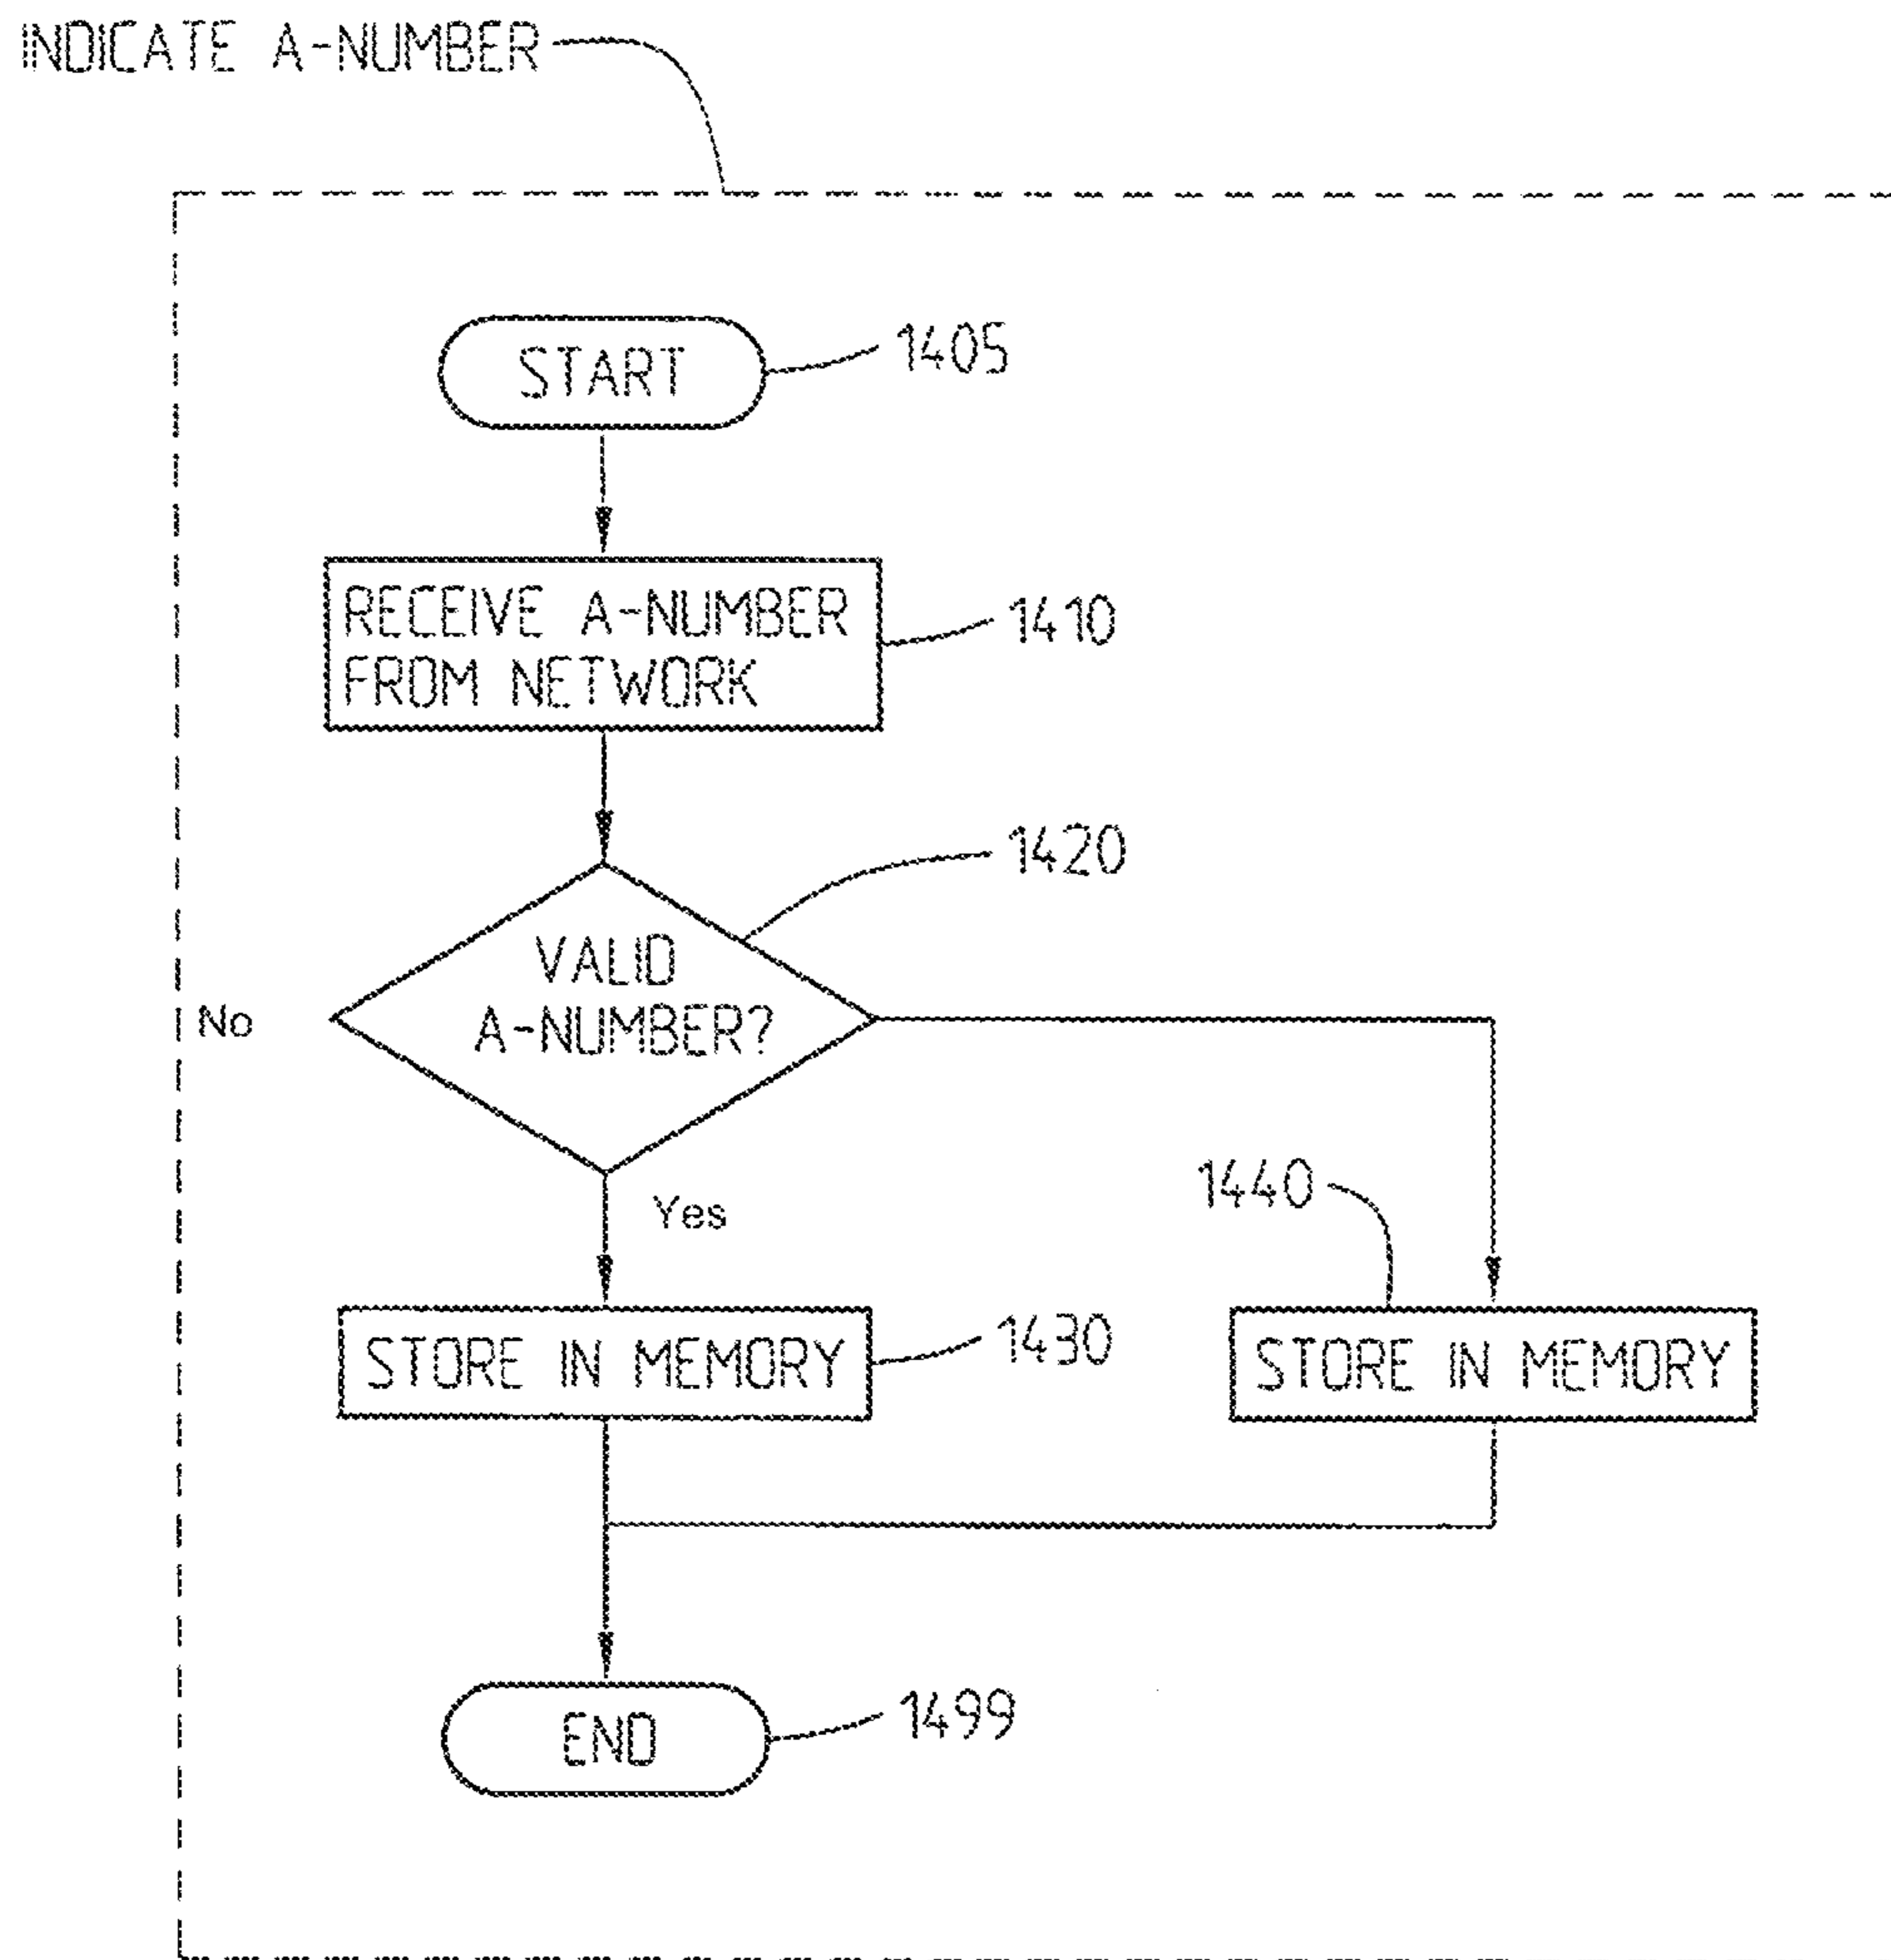 INDICATE A-NUMBER
START
1405
RECEIVE A-NUMBER
FROM NETWORK
1410
1420
VALID
A-NUMBER?
No
Yes
1440
STORE IN MEMORY
1430
STORE IN MEMORY
END
1499